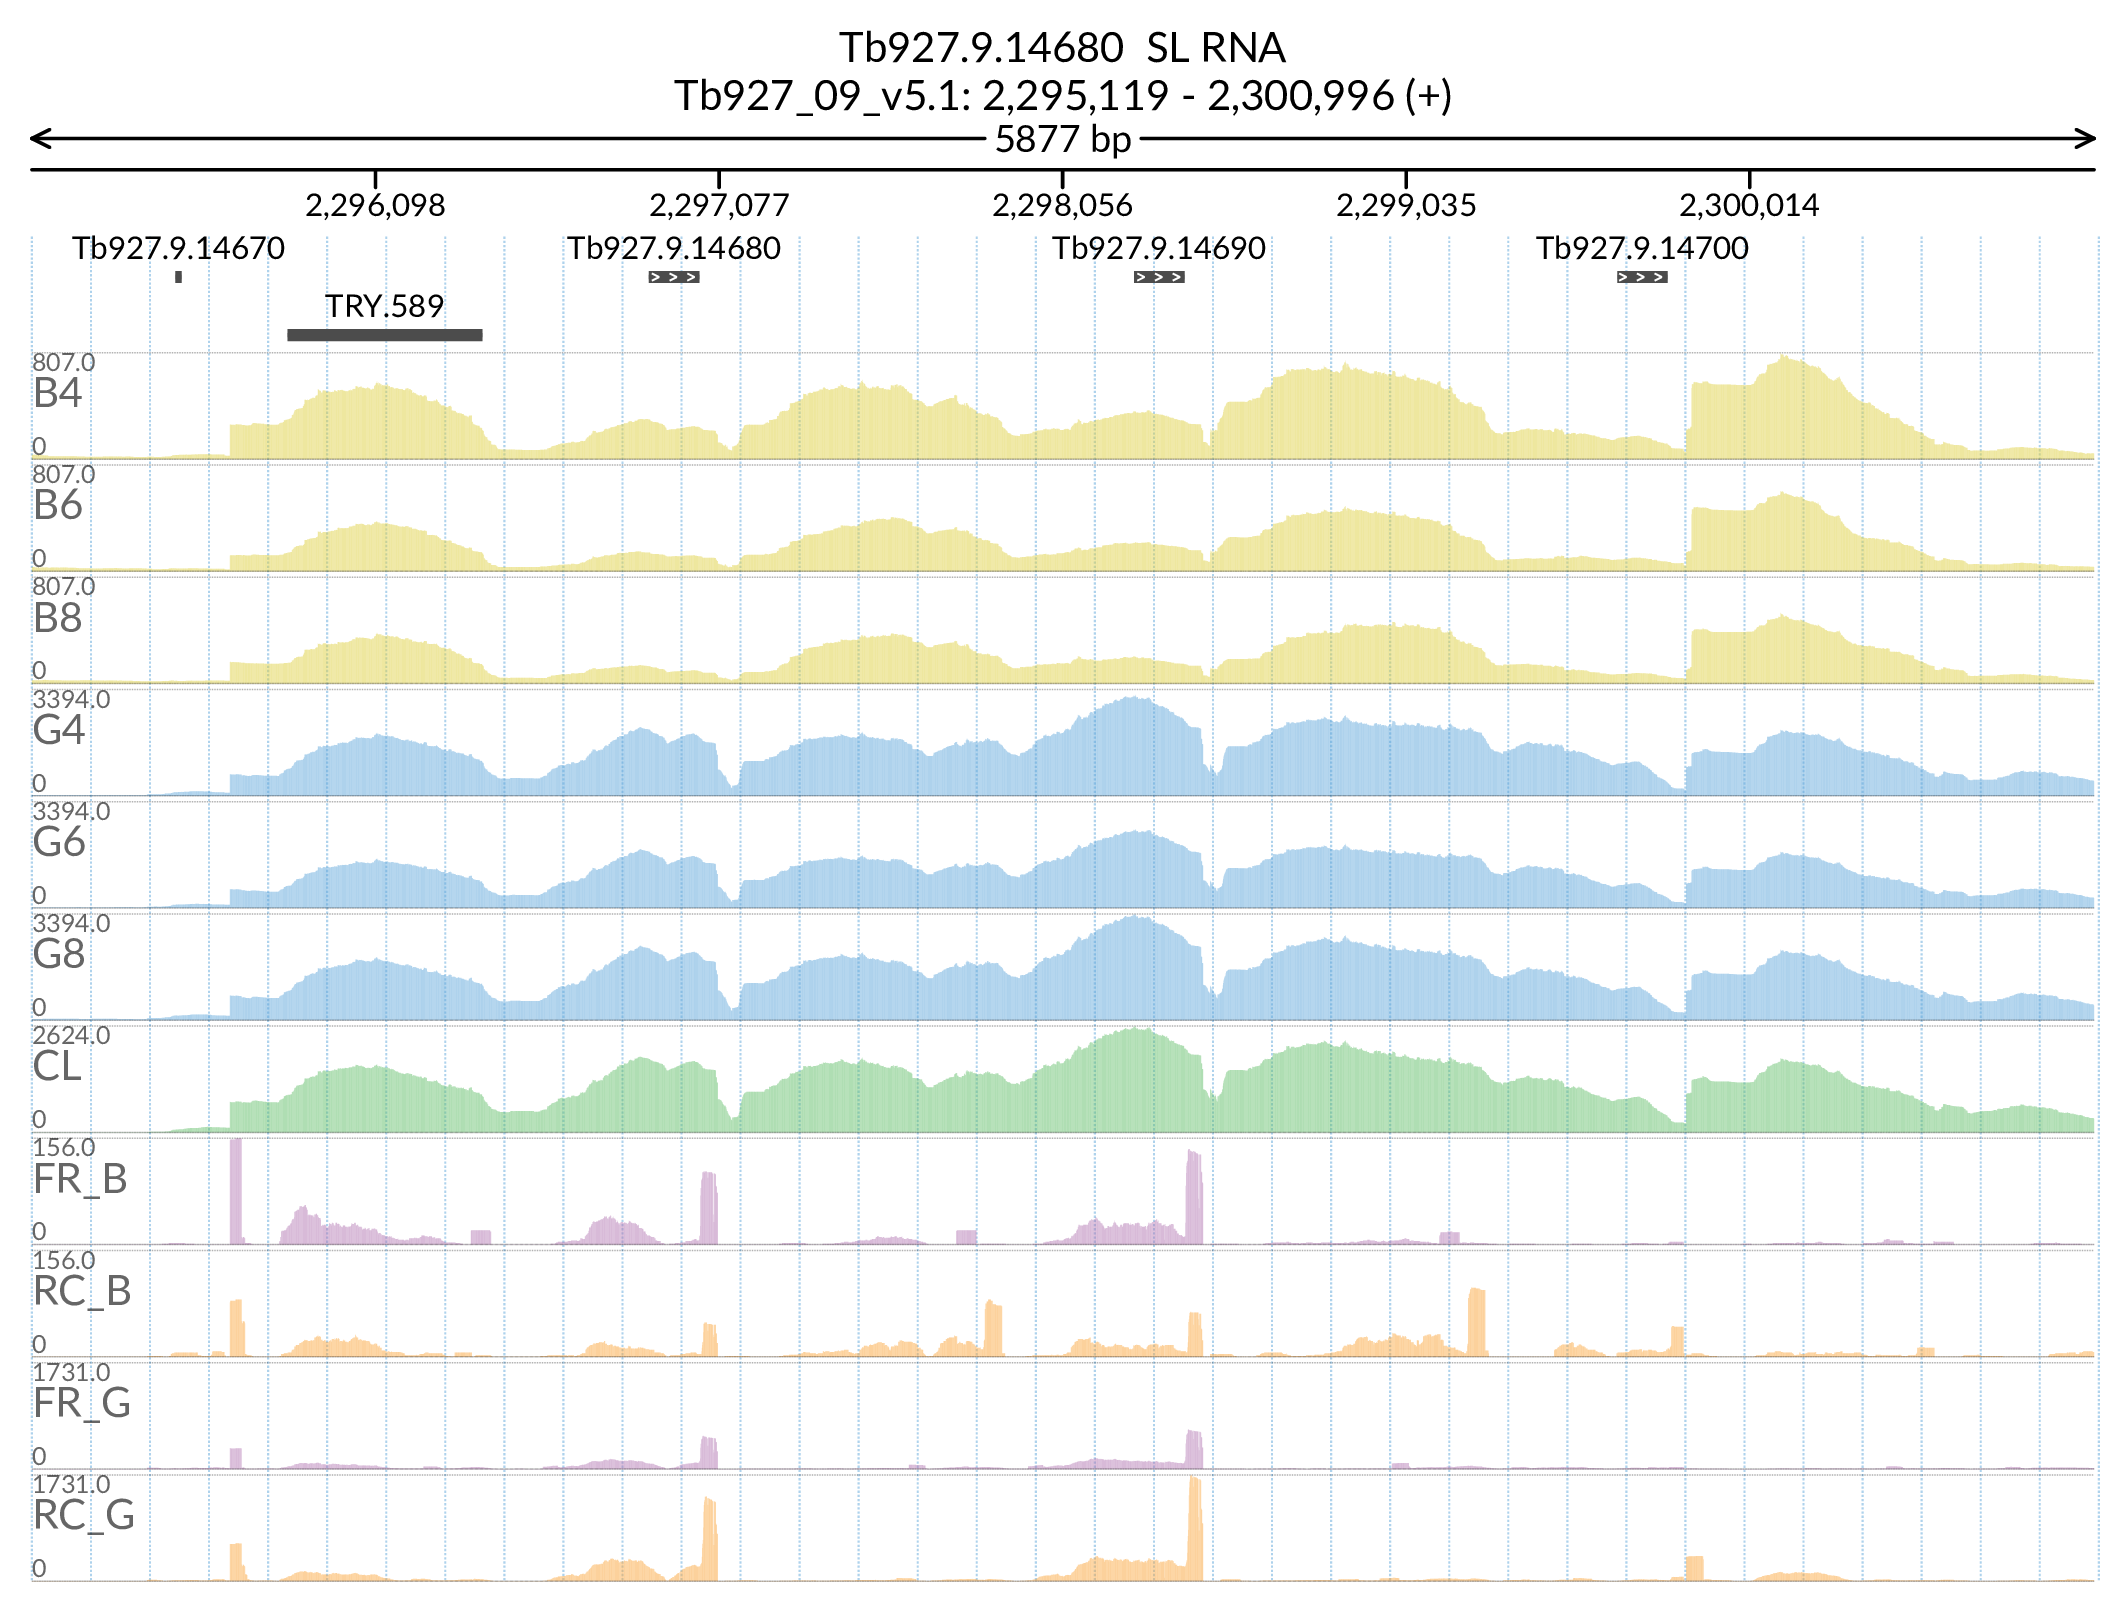 Tb927.9.14680 SL RNA
Tb927_09_v5.1: 2,295,119 - 2,300,996 (+)
5877 bp
2,296,098 2,297,077 2,298,056 2,299,035 2,300,014
Tb927.9.14670 Tb927.9.14680 Tb927.9.14690 Tb927.9.14700
TRY.589
807.0
B4
0
807.0
B6
0
807.0
B8
0
3394.0
G4
0
3394.0
G6
0
3394.0
G8
0
2624.0
CL
0
156.0
FR_B
0
156.0
RC_B
0
1731.0
FR_G
0
1731.0
RC_G
0